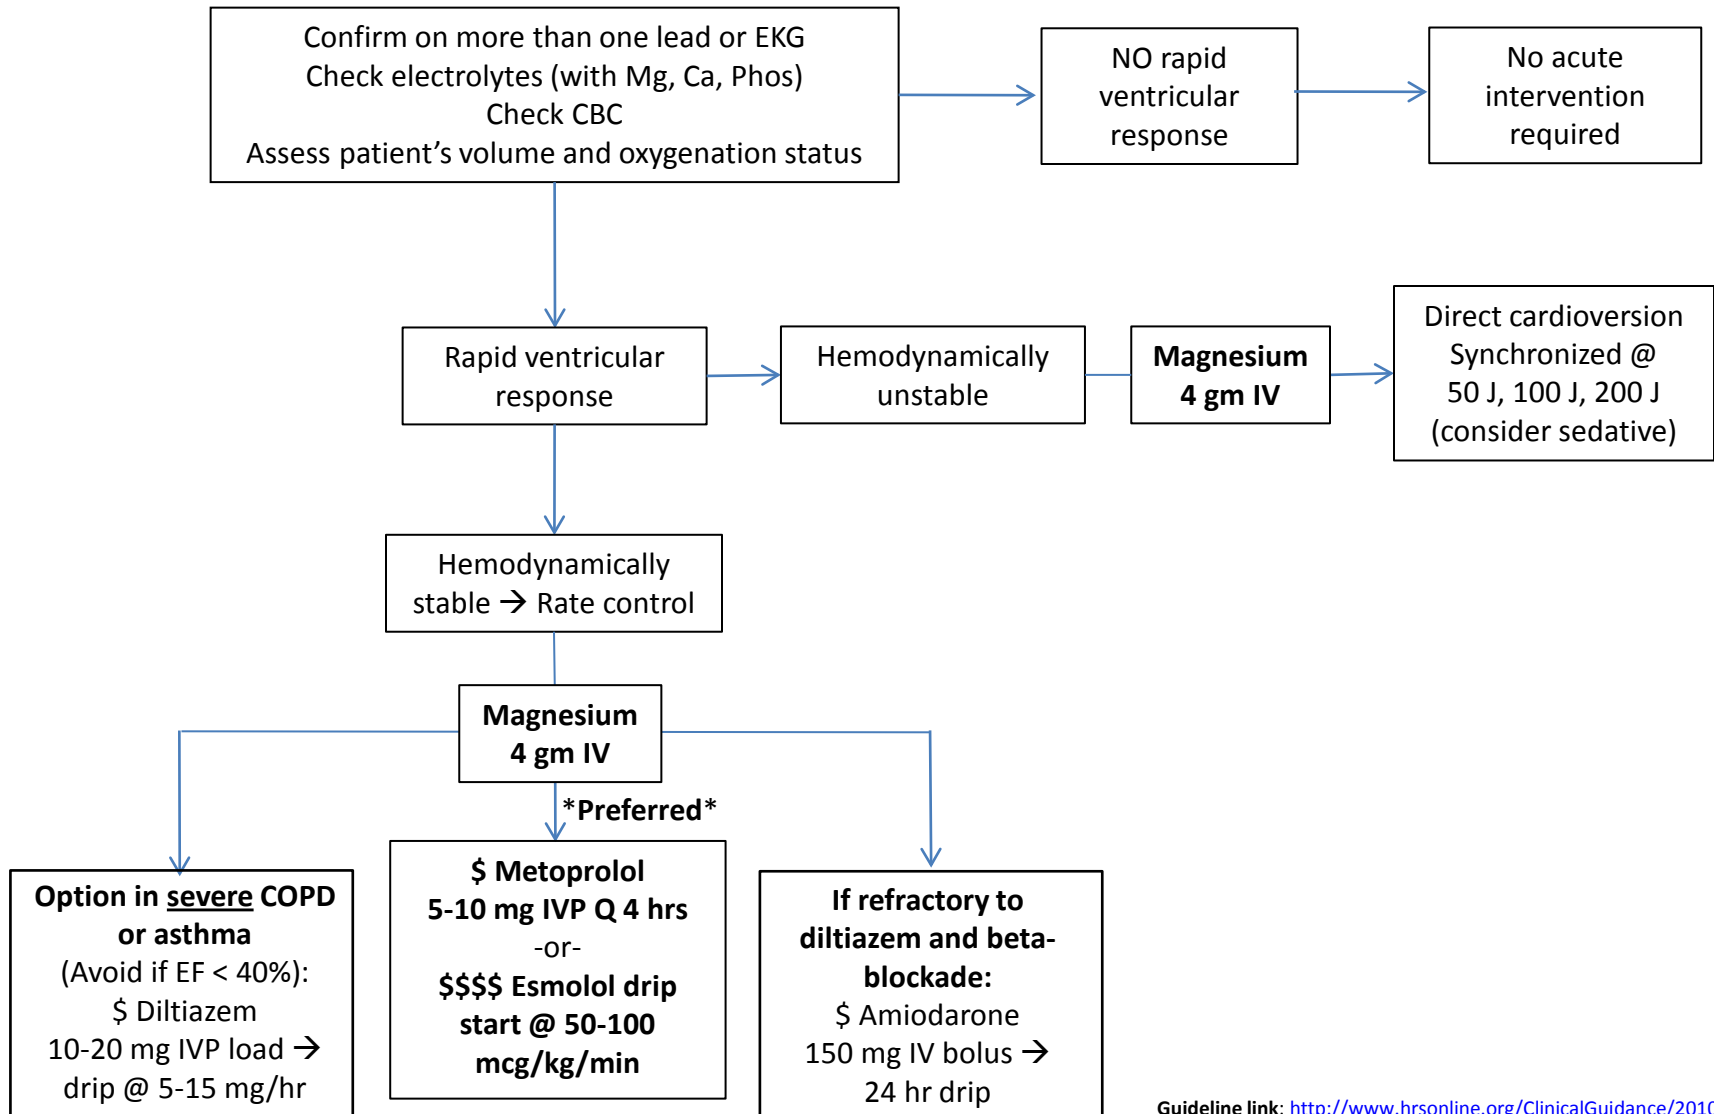 Confirm on more than one lead or EKG
Check electrolytes (with Mg, Ca, Phos)
Check CBC
Assess patient’s volume and oxygenation status
NO rapid
ventricular
response
No acute
intervention
required
Rapid ventricular
response
Hemodynamically
unstable
Magnesium
4 gm IV
Direct cardioversion
Synchronized @
50 J, 100 J, 200 J
(consider sedative)
Hemodynamically
stable → Rate control
Magnesium
4 gm IV
*Preferred*
Option in severe COPD
or asthma
(Avoid if EF < 40%):
$ Diltiazem
10-20 mg IVP load →
drip @ 5-15 mg/hr
$ Metoprolol
5-10 mg IVP Q 4 hrs
-or-
$$$$ Esmolol drip
start @ 50-100
mcg/kg/min
If refractory to
diltiazem and beta-
blockade:
$ Amiodarone
150 mg IV bolus →
24 hr drip
Guideline link: http://www.hrsonline.org/ClinicalGuidance/2010